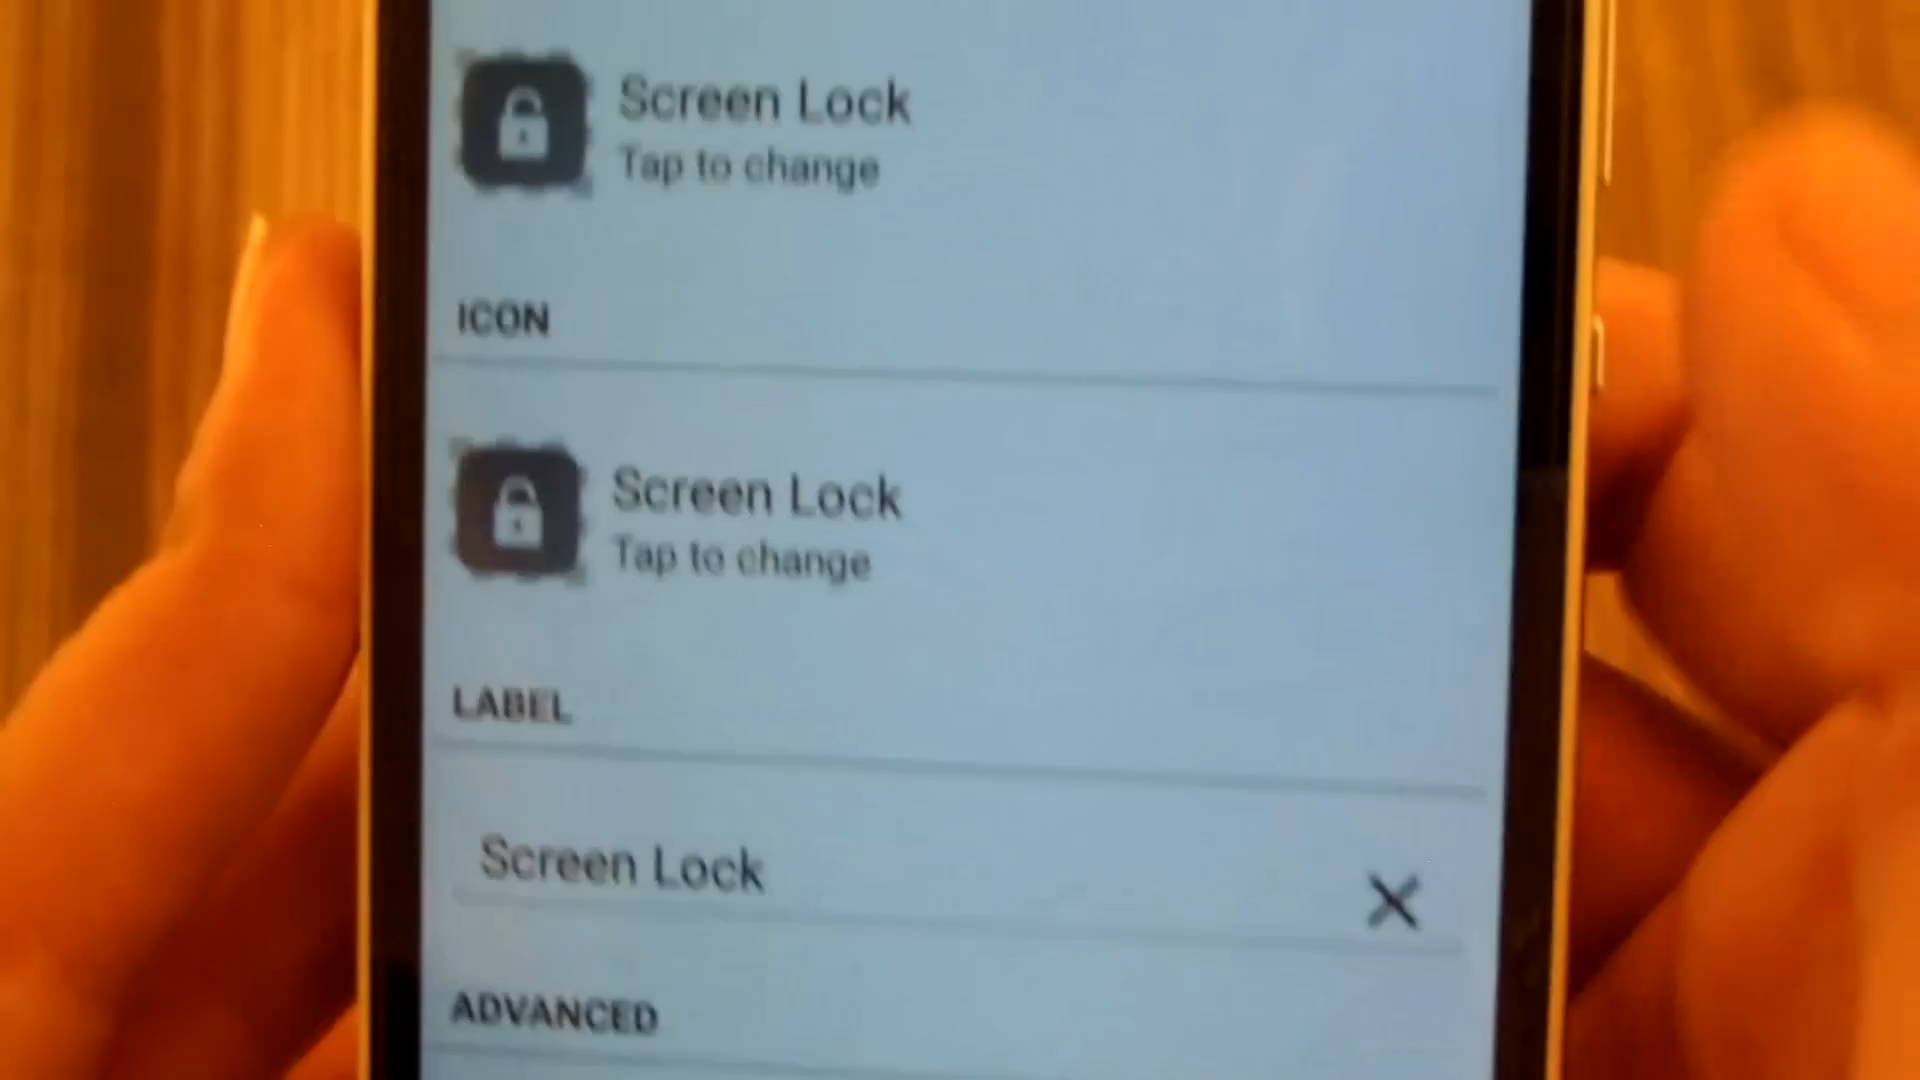 Screen Lock
Tap to change
ICON
Screen Lock
Tap to change
LABEL
Screen Lock
ADVANCED